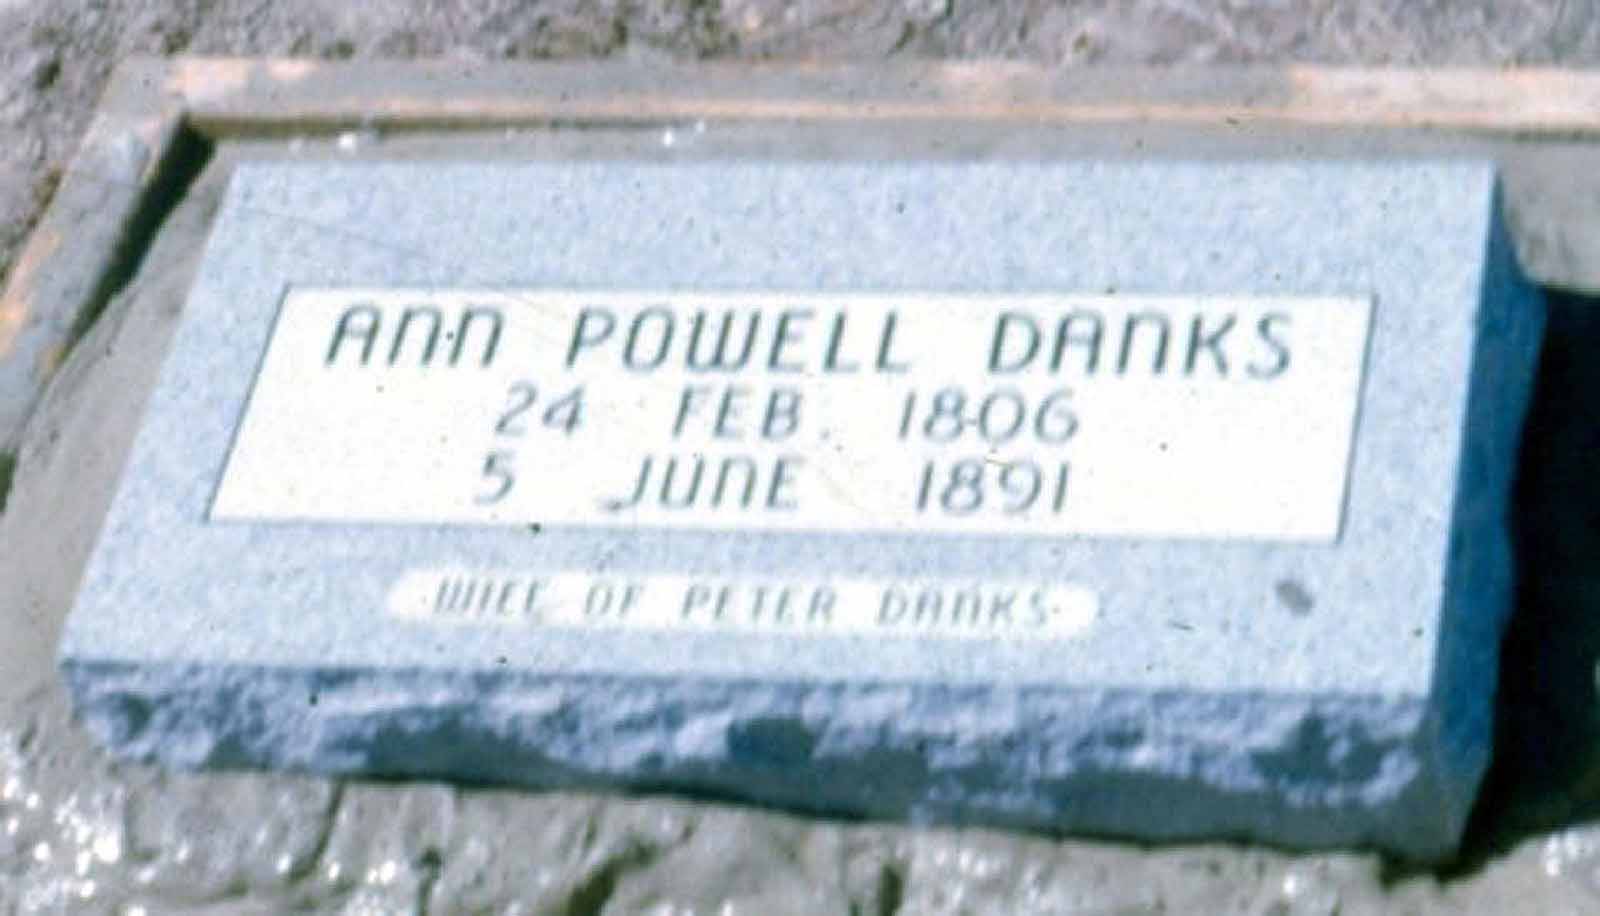 ANN POWELL DANKS
24 FEB. 1806
5 JUNE 1891
WIFE OF PETER DANKS